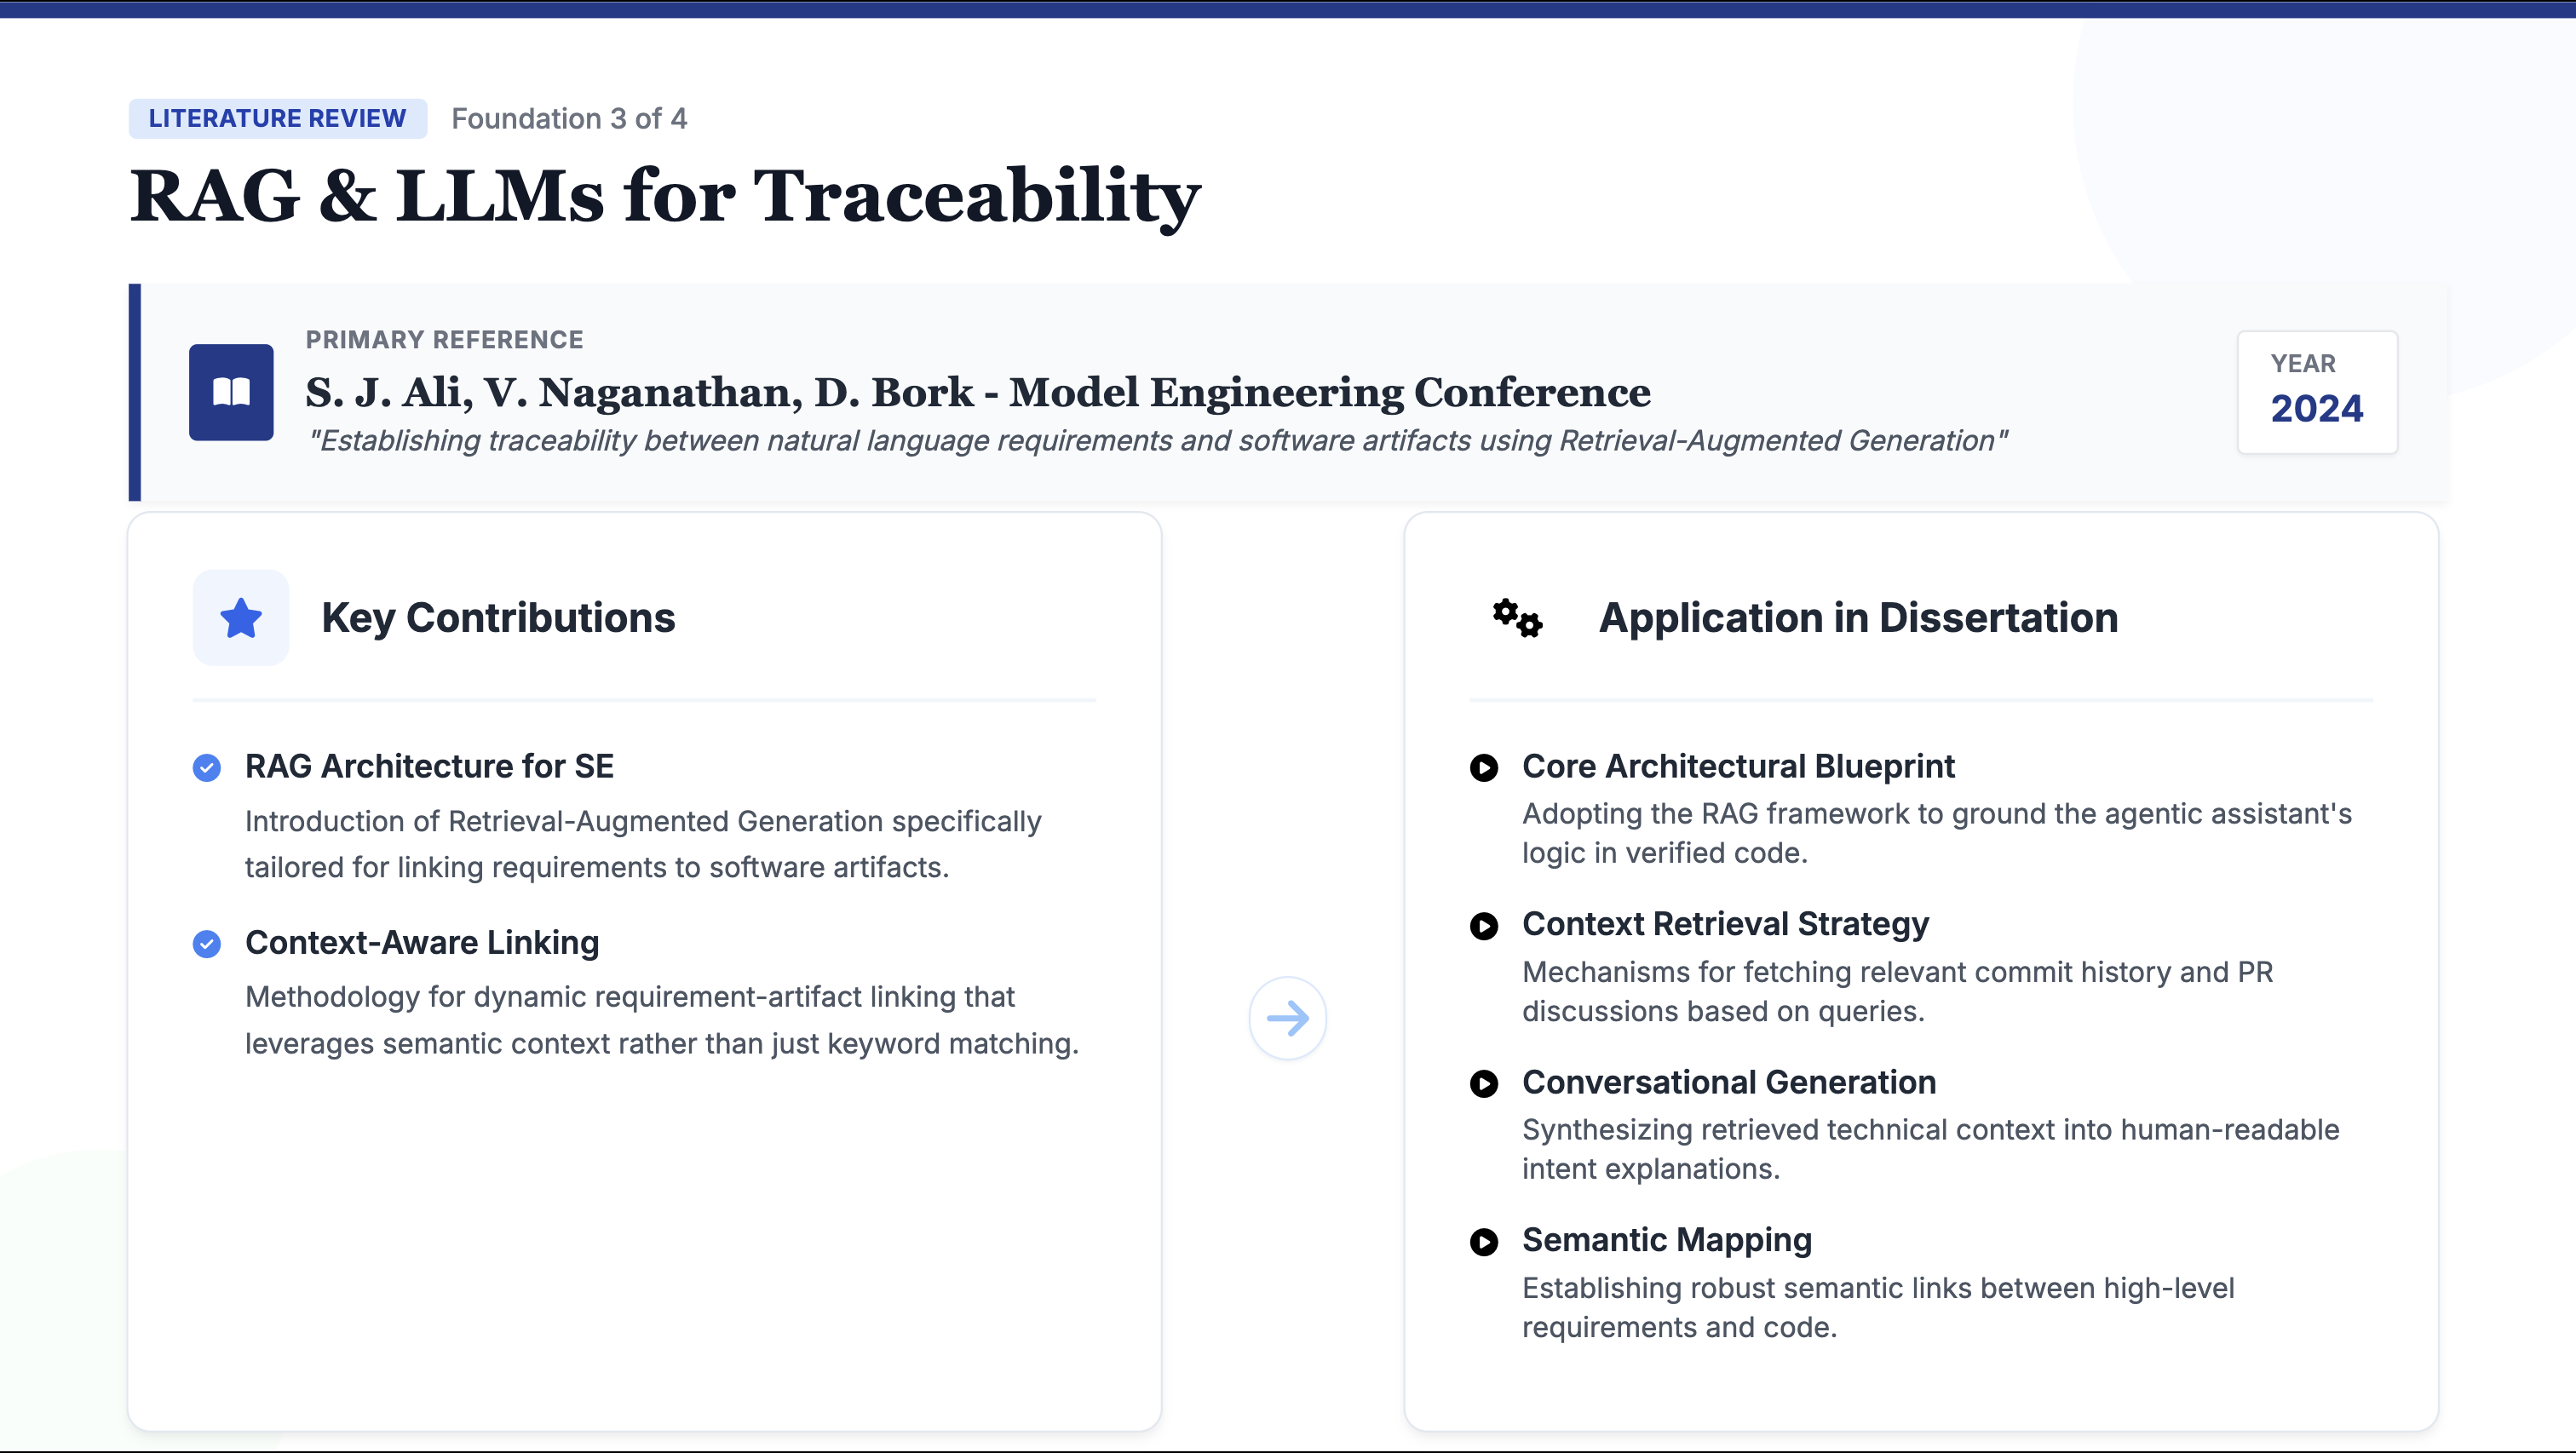 LITERATURE REVIEW
Foundation 3 of 4
RAG & LLMs for Traceability
PRIMARY REFERENCE
S. J. Ali, V. Naganathan, D. Bork - Model Engineering Conference
"Establishing traceability between natural language requirements and software artifacts using Retrieval-Augmented Generation"
YEAR
2024
Key Contributions
RAG Architecture for SE
Introduction of Retrieval-Augmented Generation specifically
tailored for linking requirements to software artifacts.
Context-Aware Linking
Methodology for dynamic requirement-artifact linking that
leverages semantic context rather than just keyword matching.
Application in Dissertation
Core Architectural Blueprint
Adopting the RAG framework to ground the agentic assistant's
logic in verified code.
Context Retrieval Strategy
Mechanisms for fetching relevant commit history and PR
discussions based on queries.
Conversational Generation
Synthesizing retrieved technical context into human-readable
intent explanations.
Semantic Mapping
Establishing robust semantic links between high-level
requirements and code.